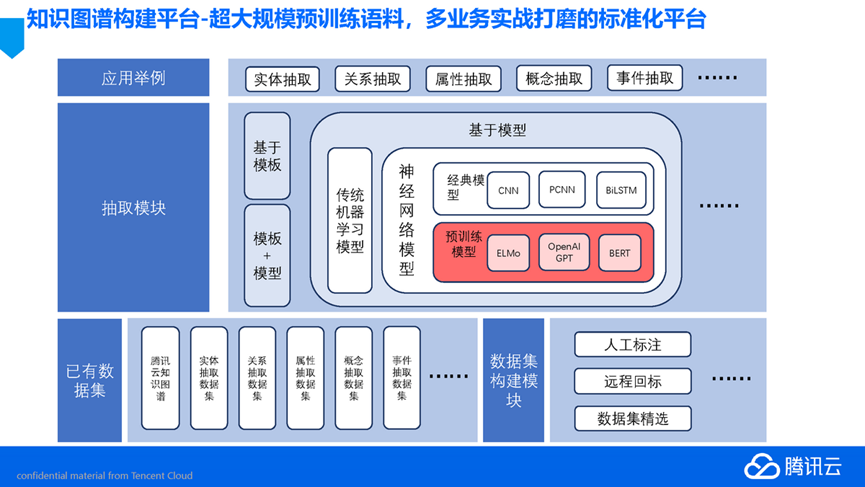 知识图谱构建平台-超大规模预训练语料，多业务实战打磨的标准化平台
应用举例
实体抽取
关系抽取
属性抽取
概念抽取
事件抽取
……
抽取模块
基于
模板
模板
+
模型
基于模型
传统
机器
学习
模型
神
经
网
络
模
型
经典模
型
CNN
PCNN
BiLSTM
预训练
模型
ELMo
OpenAI
GPT
BERT
……
已有数
据集
腾讯
云知
识图
谱
实体
抽取
数据
集
关系
抽取
数据
集
属性
抽取
数据
集
概念
抽取
数据
集
事件
抽取
数据
集
……
数据集
构建模
块
人工标注
远程回标
数据集精选
……
confidential material from Tencent Cloud
腾讯云